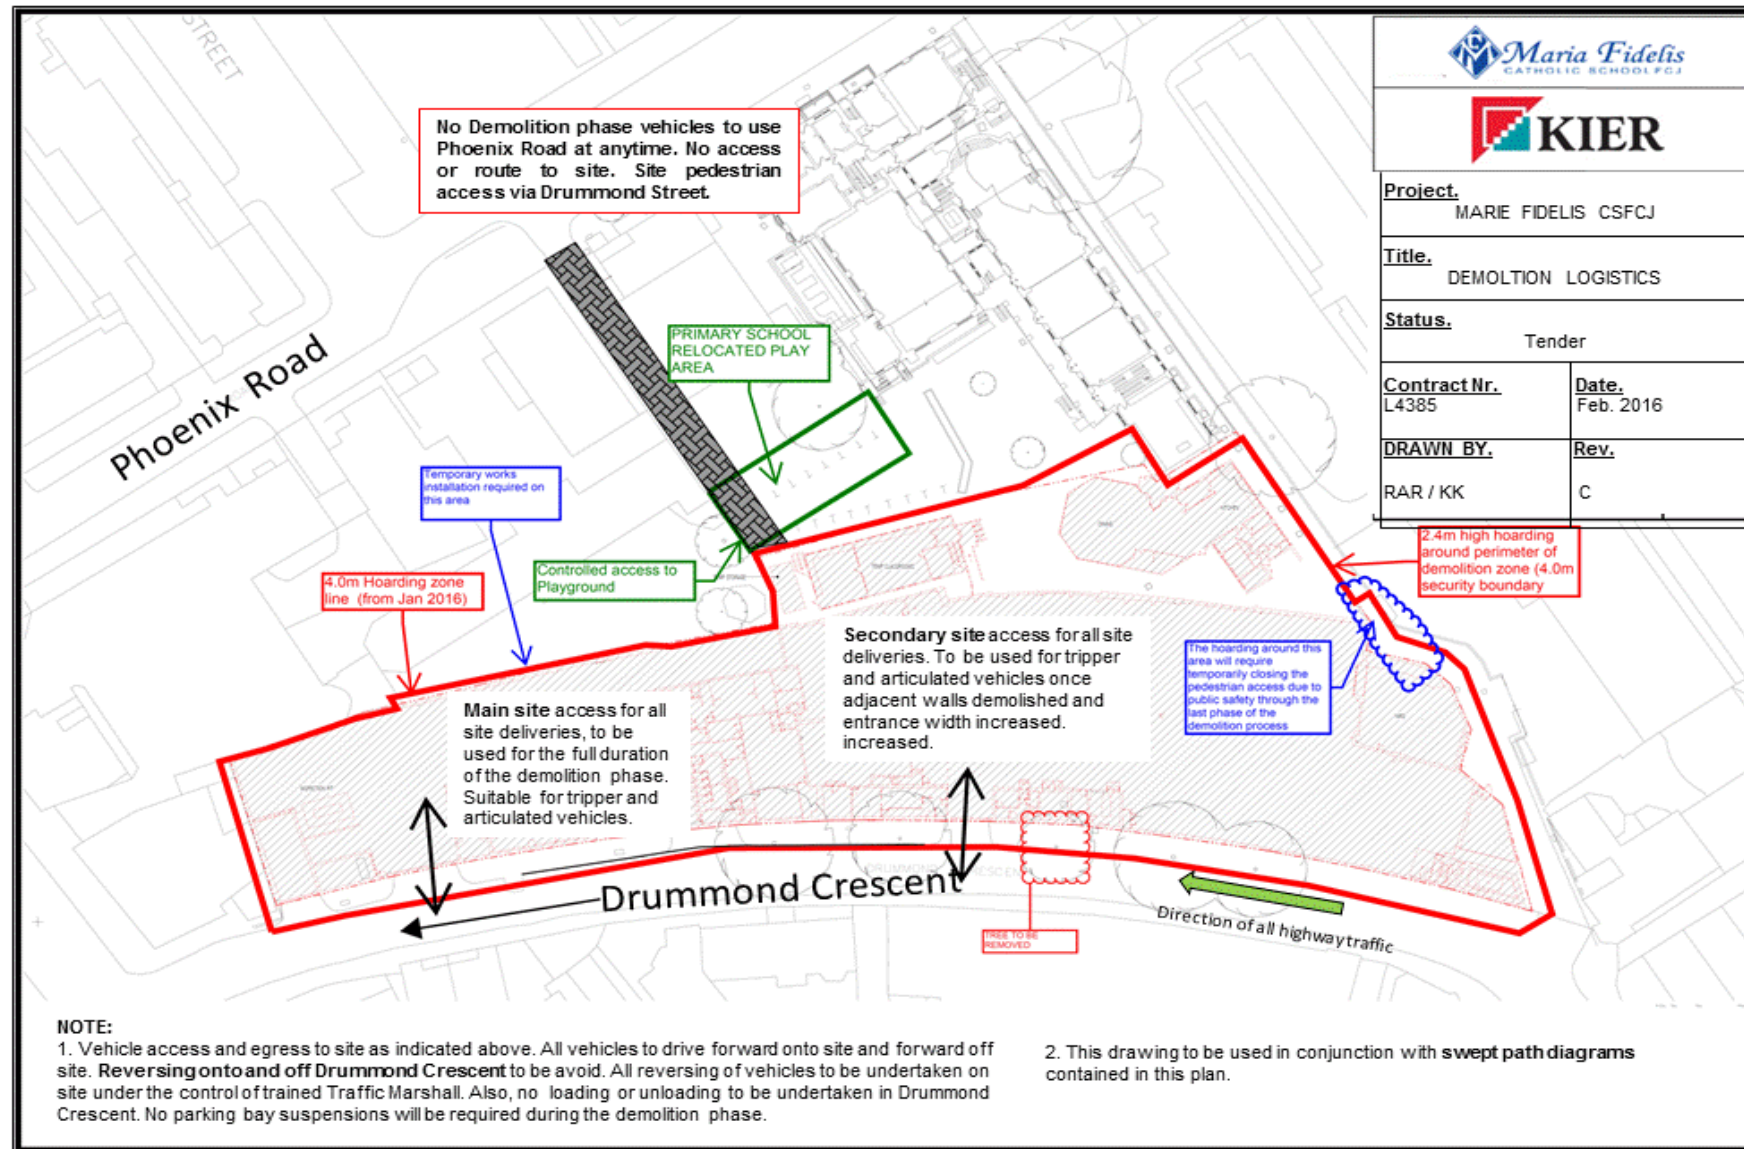 STREET
Maria Fidelis
CATHOLIC SCHOOL FCJ
KIER
Project.
MARIE FIDELIS CSFCJ
Title.
DEMOLTION LOGISTICS
Status.
Tender
Contract Nr.
L4385
Date.
Feb. 2016
DRAWN BY.
RAR / KK
Rev.
C
No Demolition phase vehicles to use
Phoenix Road at anytime. No access
or route to site. Site pedestrian
access via Drummond Street.
Phoenix Road
PRIMARY SCHOOL
RELOCATED PLAY
AREA
Temporary works
installation required on
this area
Controlled access to
Playground
4.0m Hoarding zone
line (from Jan 2016)
2.4m high hoarding
around perimeter of
demolition zone (4.0m
security boundary
The hoarding around this
area will require
temporarily closing the
pedestrian access due to
public safety through the
last phase of the
demolition process
Secondary site access for all site
deliveries. To be used for tripper
and articulated vehicles once
adjacent walls demolished and
entrance width increased.
increased.
Main site access for all
site deliveries, to be
used for the full duration
of the demolition phase.
Suitable for tripper and
articulated vehicles.
DRUMMOND CRESCENT
Drummond Crescent
TREE TO BE
REMOVED
Direction of all highway traffic
NOTE:
1. Vehicle access and egress to site as indicated above. All vehicles to drive forward onto site and forward off
site. Reversing onto and off Drummond Crescent to be avoid. All reversing of vehicles to be undertaken on
site under the control of trained Traffic Marshall. Also, no loading or unloading to be undertaken in Drummond
Crescent. No parking bay suspensions will be required during the demolition phase.
2. This drawing to be used in conjunction with swept path diagrams
contained in this plan.